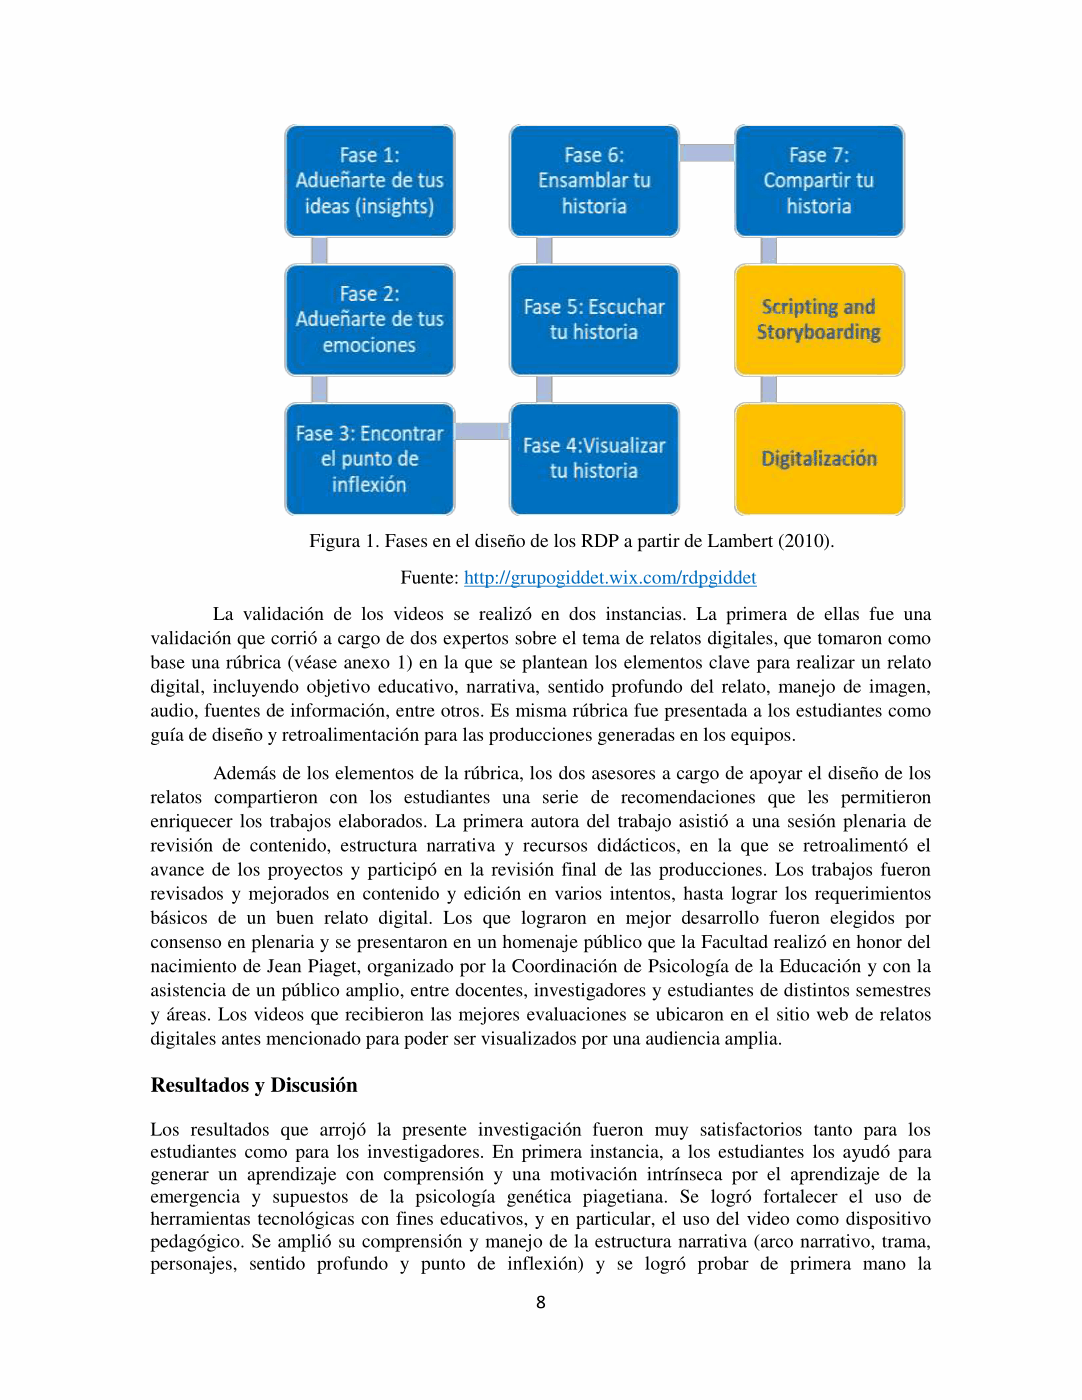 Fase 1:
Adueñarte de tus
ideas (insights)
Fase 2:
Adueñarte de tus
emociones
Fase 3: Encontrar
el punto de
inflexión
Fase 4:Visualizar
tu historia
Fase 5: Escuchar
tu historia
Fase 6:
Ensamblar tu
historia
Fase 7:
Compartir tu
historia
Scripting and
Storyboarding
Digitalización
Figura 1. Fases en el diseño de los RDP a partir de Lambert (2010).
Fuente: http://grupogiddet.wix.com/rdpgiddet
La validación de los videos se realizó en dos instancias. La primera de ellas fue una
validación que corrió a cargo de dos expertos sobre el tema de relatos digitales, que tomaron como
base una rúbrica (véase anexo 1) en la que se plantean los elementos clave para realizar un relato
digital, incluyendo objetivo educativo, narrativa, sentido profundo del relato, manejo de imagen,
audio, fuentes de información, entre otros. Es misma rúbrica fue presentada a los estudiantes como
guía de diseño y retroalimentación para las producciones generadas en los equipos.
Además de los elementos de la rúbrica, los dos asesores a cargo de apoyar el diseño de los
relatos compartieron con los estudiantes una serie de recomendaciones que les permitieron
enriquecer los trabajos elaborados. La primera autora del trabajo asistió a una sesión plenaria de
revisión de contenido, estructura narrativa y recursos didácticos, en la que se retroalimentó el
avance de los proyectos y participó en la revisión final de las producciones. Los trabajos fueron
revisados y mejorados en contenido y edición en varios intentos, hasta lograr los requerimientos
básicos de un buen relato digital. Los que lograron en mejor desarrollo fueron elegidos por
consenso en plenaria y se presentaron en un homenaje público que la Facultad realizó en honor del
nacimiento de Jean Piaget, organizado por la Coordinación de Psicología de la Educación y con la
asistencia de un público amplio, entre docentes, investigadores y estudiantes de distintos semestres
y áreas. Los videos que recibieron las mejores evaluaciones se ubicaron en el sitio web de relatos
digitales antes mencionado para poder ser visualizados por una audiencia amplia.
Resultados y Discusión
Los resultados que arrojó la presente investigación fueron muy satisfactorios tanto para los
estudiantes como para los investigadores. En primera instancia, a los estudiantes los ayudó para
generar un aprendizaje con comprensión y una motivación intrínseca por el aprendizaje de la
emergencia y supuestos de la psicología genética piagetiana. Se logró fortalecer el uso de
herramientas tecnológicas con fines educativos, y en particular, el uso del video como dispositivo
pedagógico. Se amplió su comprensión y manejo de la estructura narrativa (arco narrativo, trama,
personajes, sentido profundo y punto de inflexión) y se logró probar de primera mano la
8